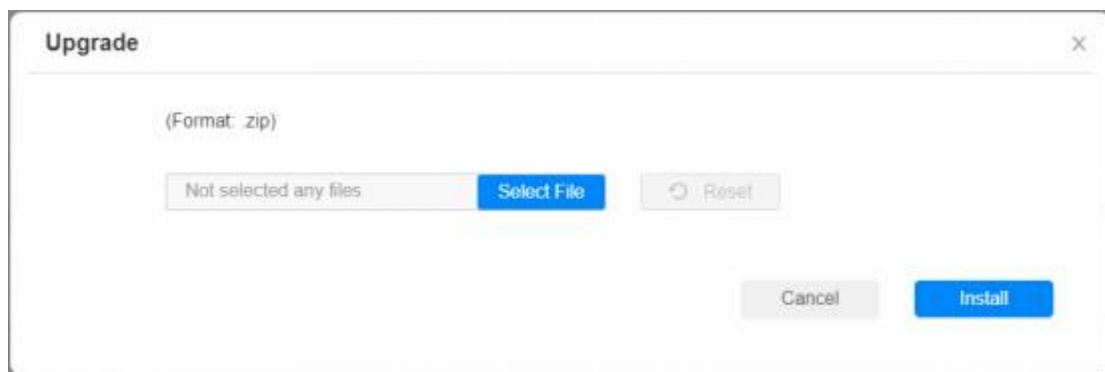 Upgrade
(Format: .zip)
Not selected any files Select File Reset
Cancel Install